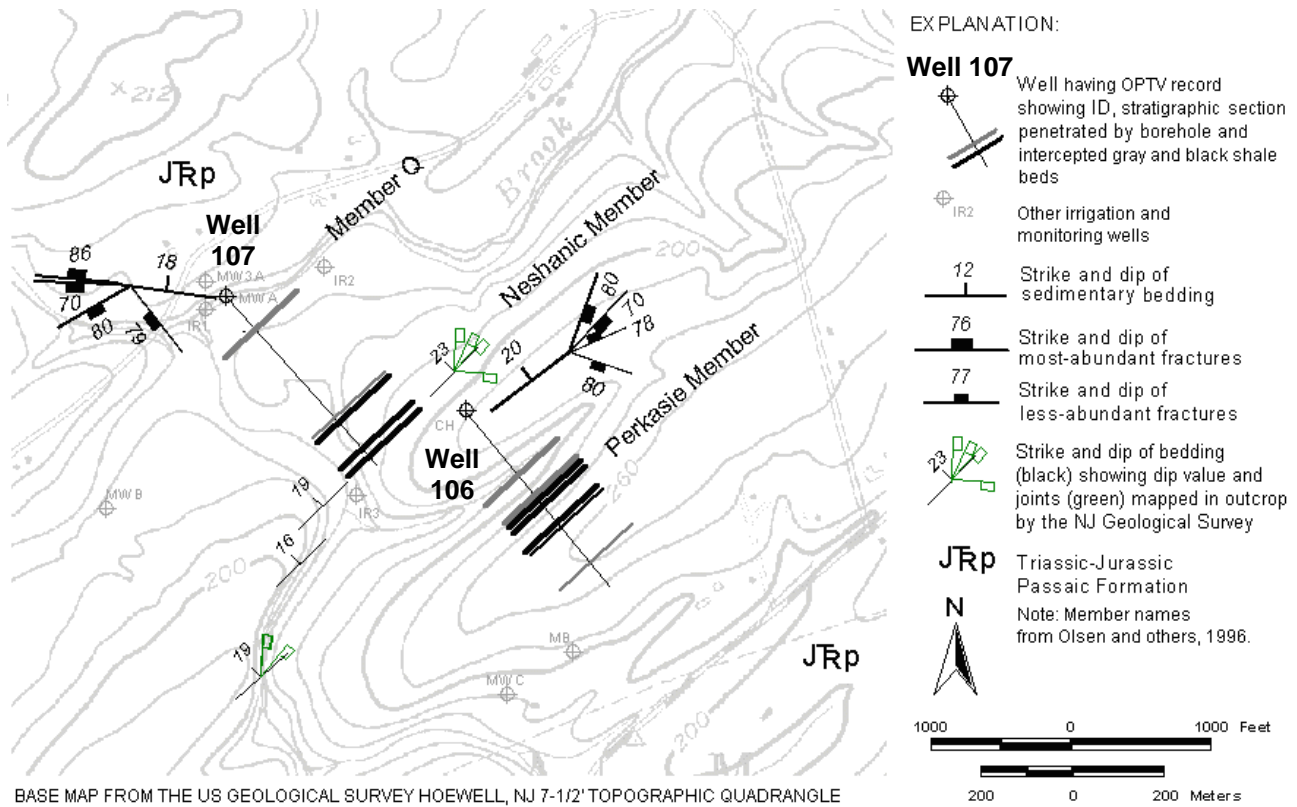 212
JTRp
Member Q
Brook
Well
107
86
18
MW3A
MWA
IR2
70
80
79
IR1
Neshanic Member
200
80
70
78
23
20
80
Perkasie Member
CH
Well
106
260
MW B
19
IR3
16
200
19
MB
MW C
JTRp
200
EXPLANATION:
Well 107
Well having OPTV record
showing ID, stratigraphic section
penetrated by borehole and
intercepted gray and black shale
beds
IR2
Other irrigation and
monitoring wells
12
Strike and dip of
sedimentary bedding
76
Strike and dip of
most-abundant fractures
77
Strike and dip of
less-abundant fractures
23
Strike and dip of bedding
(black) showing dip value and
joints (green) mapped in outcrop
by the NJ Geological Survey
JTRp
Triassic-Jurassic
Passaic Formation
Note: Member names
from Olsen and others, 1996.
N
1000 0 1000 Feet
200 0 200 Meters
BASE MAP FROM THE US GEOLOGICAL SURVEY HOEWELL, NJ 7-1/2' TOPOGRAPHIC QUADRANGLE